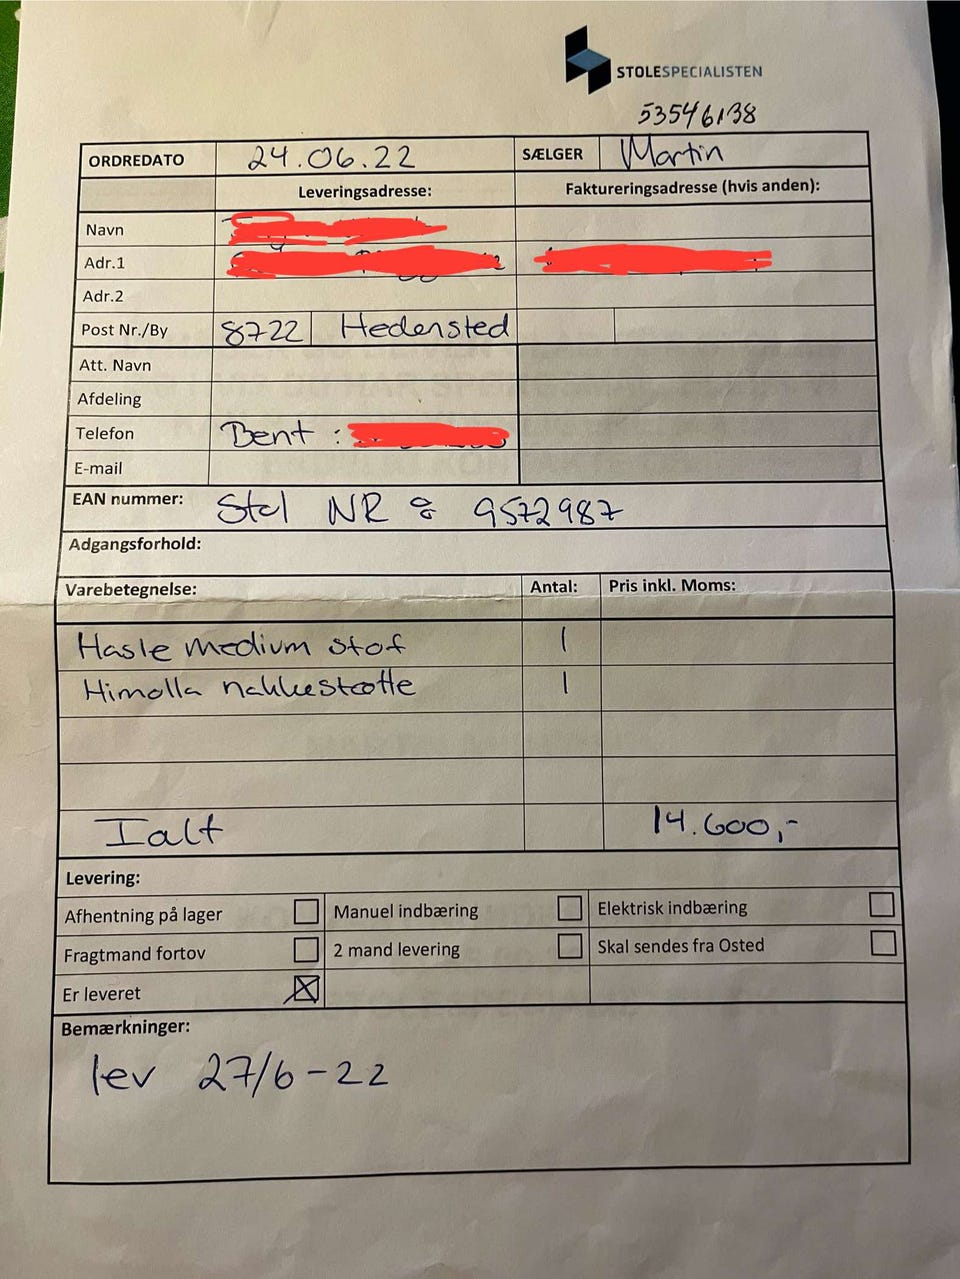 STOLESPECIALISTEN
53546138
ORDREDATO 24.06.22 SÆLGER Martin
Leveringsadresse: Faktureringsadresse (hvis anden):
Navn
Adr.1
Adr.2
Post Nr./By 8722 Hedensted
Att. Navn
Afdeling
Telefon Bent :
E-mail
EAN nummer: Stol NR : 9572987
Adgangsforhold:
Varebetegnelse: Antal: Pris inkl. Moms:
Hasle medium stof 1
Himolla nakkestøtte 1
Ialt 14.600,-
Levering:
Afhentning på lager Manuel indbæring Elektrisk indbæring
Fragtmand fortov 2 mand levering Skal sendes fra Osted
Er leveret
Bemærkninger:
lev 27/6-22